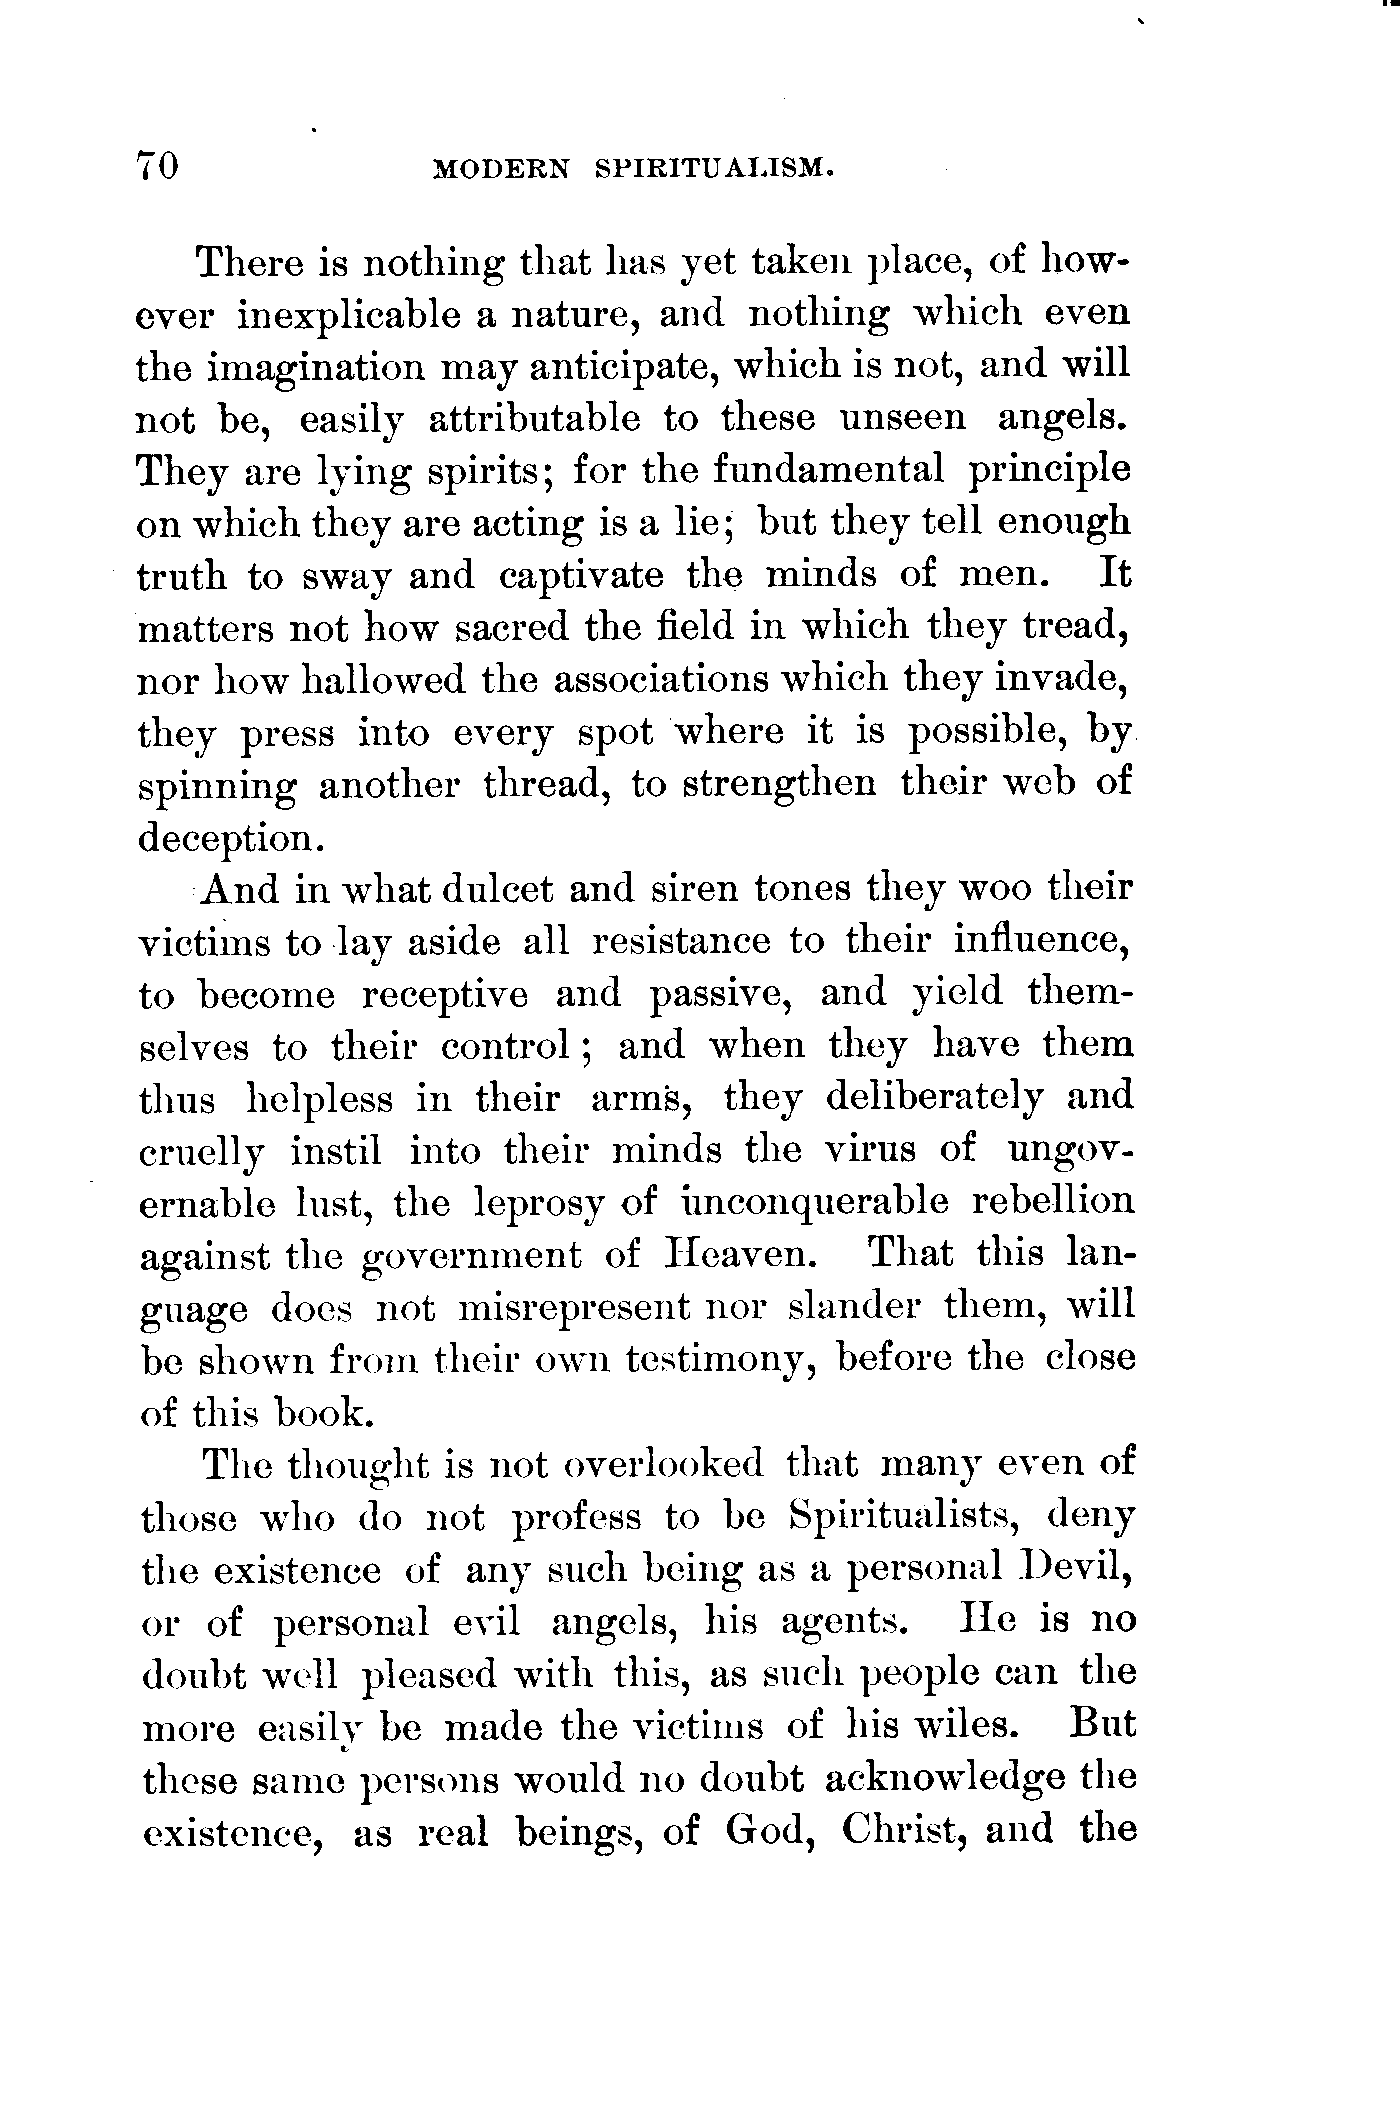 70 MODERN SPIRITUALISM.
There is nothing that has yet taken place, of how-
ever inexplicable a nature, and nothing which even
the imagination may anticipate, which is not, and will
not be, easily attributable to these unseen angels.
They are lying spirits; for the fundamental principle
on which they are acting is a lie; but they tell enough
truth to sway and captivate the minds of men. It
matters not how sacred the field in which they tread,
nor how hallowed the associations which they invade,
they press into every spot where it is possible, by
spinning another thread, to strengthen their web of
deception.
And in what dulcet and siren tones they woo their
victims to lay aside all resistance to their influence,
to become receptive and passive, and yield them-
selves to their control; and when they have them
thus helpless in their arms, they deliberately and
cruelly instil into their minds the virus of ungov-
ernable lust, the leprosy of unconquerable rebellion
against the government of Heaven. That this lan-
guage does not misrepresent nor slander them, will
be shown from their own testimony, before the close
of this book.
The thought is not overlooked that many even of
those who do not profess to be Spiritualists, deny
the existence of any such being as a personal Devil,
or of personal evil angels, his agents. He is no
doubt well pleased with this, as such people can the
more easily be made the victims of his wiles. But
these same persons would no doubt acknowledge the
existence, as real beings, of God, Christ, and the